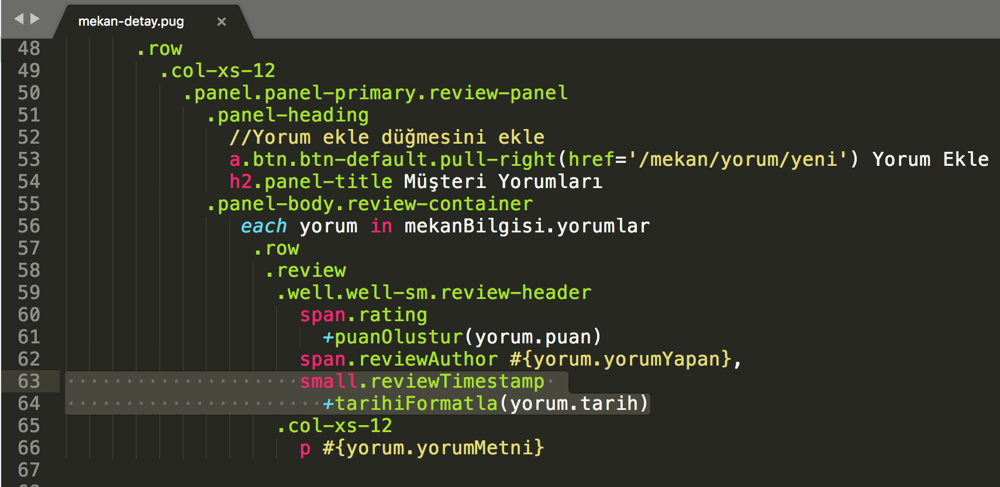 mekan-detay.pug ×
48 .row
49 .col-xs-12
50 .panel.panel-primary.review-panel
51 .panel-heading
52 //Yorum ekle düğmesini ekle
53 a.btn.btn-default.pull-right(href='/mekan/yorum/yeni') Yorum Ekle
54 h2.panel-title Müşteri Yorumları
55 .panel-body.review-container
56 each yorum in mekanBilgisi.yorumlar
57 .row
58 .review
59 .well.well-sm.review-header
60 span.rating
61 +puanOlustur(yorum.puan)
62 span.reviewAuthor #{yorum.yorumYapan},
63 small.reviewTimestamp
64 +tarihiFormatla(yorum.tarih)
65 .col-xs-12
66 p #{yorum.yorumMetni}
67